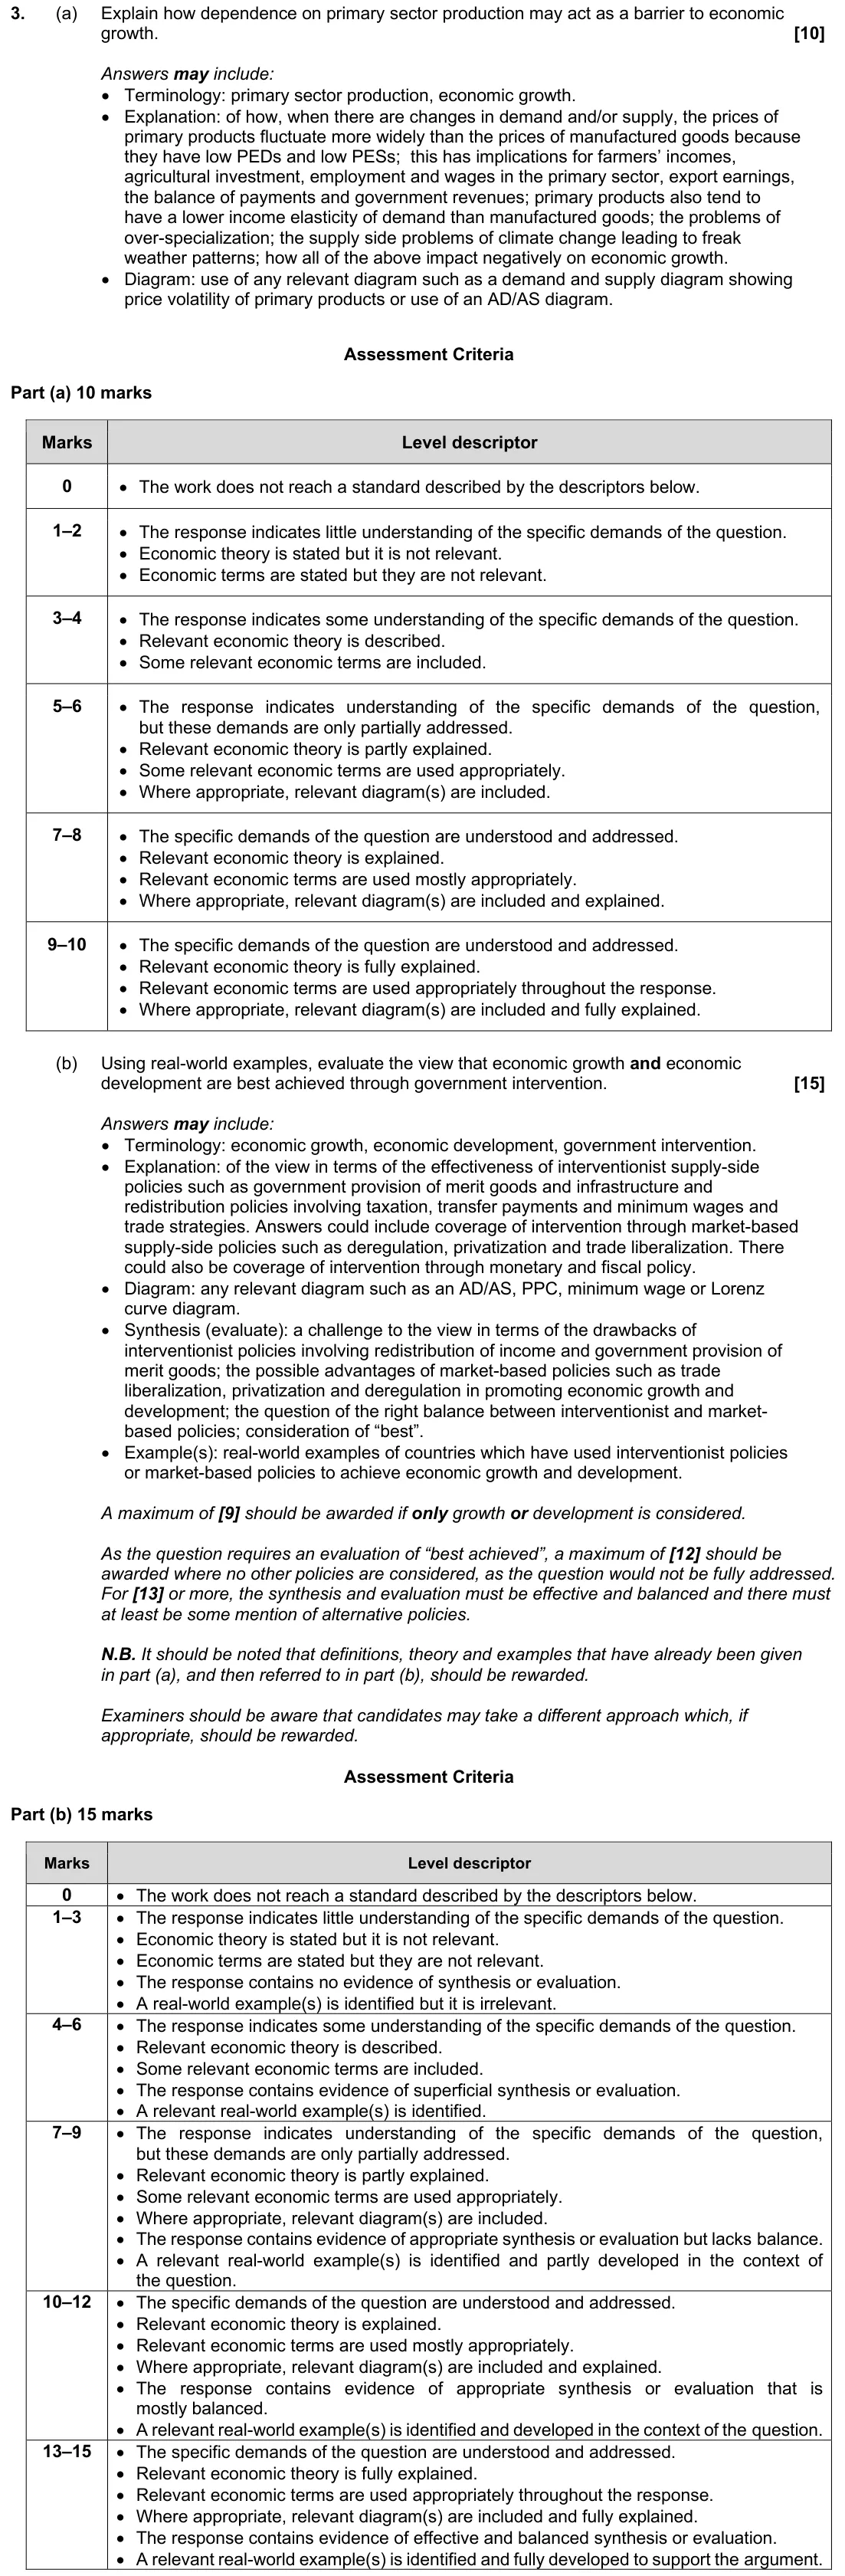 3. (a) Explain how dependence on primary sector production may act as a barrier to economic
growth. [10]
Answers may include:
• Terminology: primary sector production, economic growth.
• Explanation: of how, when there are changes in demand and/or supply, the prices of
primary products fluctuate more widely than the prices of manufactured goods because
they have low PEDs and low PESs; this has implications for farmers' incomes,
agricultural investment, employment and wages in the primary sector, export earnings,
the balance of payments and government revenues; primary products also tend to
have a lower income elasticity of demand than manufactured goods; the problems of
over-specialization; the supply side problems of climate change leading to freak
weather patterns; how all of the above impact negatively on economic growth.
• Diagram: use of any relevant diagram such as a demand and supply diagram showing
price volatility of primary products or use of an AD/AS diagram.
Assessment Criteria
Part (a) 10 marks
Marks Level descriptor
0 • The work does not reach a standard described by the descriptors below.
1–2 • The response indicates little understanding of the specific demands of the question.
• Economic theory is stated but it is not relevant.
• Economic terms are stated but they are not relevant.
3–4 • The response indicates some understanding of the specific demands of the question.
• Relevant economic theory is described.
• Some relevant economic terms are included.
5–6 • The response indicates understanding of the specific demands of the question,
but these demands are only partially addressed.
• Relevant economic theory is partly explained.
• Some relevant economic terms are used appropriately.
• Where appropriate, relevant diagram(s) are included.
7–8 • The specific demands of the question are understood and addressed.
• Relevant economic theory is explained.
• Relevant economic terms are used mostly appropriately.
• Where appropriate, relevant diagram(s) are included and explained.
9–10 • The specific demands of the question are understood and addressed.
• Relevant economic theory is fully explained.
• Relevant economic terms are used appropriately throughout the response.
• Where appropriate, relevant diagram(s) are included and fully explained.
(b) Using real-world examples, evaluate the view that economic growth and economic
development are best achieved through government intervention. [15]
Answers may include:
• Terminology: economic growth, economic development, government intervention.
• Explanation: of the view in terms of the effectiveness of interventionist supply-side
policies such as government provision of merit goods and infrastructure and
redistribution policies involving taxation, transfer payments and minimum wages and
trade strategies. Answers could include coverage of intervention through market-based
supply-side policies such as deregulation, privatization and trade liberalization. There
could also be coverage of intervention through monetary and fiscal policy.
• Diagram: any relevant diagram such as an AD/AS, PPC, minimum wage or Lorenz
curve diagram.
• Synthesis (evaluate): a challenge to the view in terms of the drawbacks of
interventionist policies involving redistribution of income and government provision of
merit goods; the possible advantages of market-based policies such as trade
liberalization, privatization and deregulation in promoting economic growth and
development; the question of the right balance between interventionist and market-
based policies; consideration of "best".
• Example(s): real-world examples of countries which have used interventionist policies
or market-based policies to achieve economic growth and development.
A maximum of [9] should be awarded if only growth or development is considered.
As the question requires an evaluation of "best achieved", a maximum of [12] should be
awarded where no other policies are considered, as the question would not be fully addressed.
For [13] or more, the synthesis and evaluation must be effective and balanced and there must
at least be some mention of alternative policies.
N.B. It should be noted that definitions, theory and examples that have already been given
in part (a), and then referred to in part (b), should be rewarded.
Examiners should be aware that candidates may take a different approach which, if
appropriate, should be rewarded.
Assessment Criteria
Part (b) 15 marks
Marks Level descriptor
0 • The work does not reach a standard described by the descriptors below.
1–3 • The response indicates little understanding of the specific demands of the question.
• Economic theory is stated but it is not relevant.
• Economic terms are stated but they are not relevant.
• The response contains no evidence of synthesis or evaluation.
• A real-world example(s) is identified but it is irrelevant.
4–6 • The response indicates some understanding of the specific demands of the question.
• Relevant economic theory is described.
• Some relevant economic terms are included.
• The response contains evidence of superficial synthesis or evaluation.
• A relevant real-world example(s) is identified.
7–9 • The response indicates understanding of the specific demands of the question,
but these demands are only partially addressed.
• Relevant economic theory is partly explained.
• Some relevant economic terms are used appropriately.
• Where appropriate, relevant diagram(s) are included.
• The response contains evidence of appropriate synthesis or evaluation but lacks balance.
• A relevant real-world example(s) is identified and partly developed in the context of
the question.
10–12 • The specific demands of the question are understood and addressed.
• Relevant economic theory is explained.
• Relevant economic terms are used mostly appropriately.
• Where appropriate, relevant diagram(s) are included and explained.
• The response contains evidence of appropriate synthesis or evaluation that is
mostly balanced.
• A relevant real-world example(s) is identified and developed in the context of the question.
13–15 • The specific demands of the question are understood and addressed.
• Relevant economic theory is fully explained.
• Relevant economic terms are used appropriately throughout the response.
• Where appropriate, relevant diagram(s) are included and fully explained.
• The response contains evidence of effective and balanced synthesis or evaluation.
• A relevant real-world example(s) is identified and fully developed to support the argument.